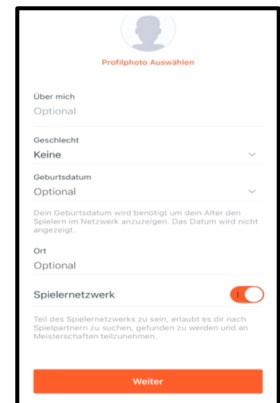 Profilphoto Auswählen
Über mich
Optional
Geschlecht
Keine
Geburtsdatum
Optional
Dein Geburtsdatum wird benötigt um dein Alter den
Spielern im Netzwerk anzuzeigen. Das Datum wird nicht
angezeigt.
Ort
Optional
Spielernetzwerk
Teil des Spielernetzwerks zu sein, erlaubt es dir nach
Spielpartnern zu suchen, gefunden zu werden und an
Meisterschaften teilzunehmen.
Weiter